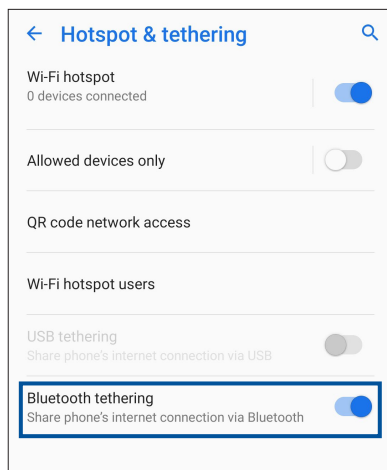 Hotspot & tethering
Wi-Fi hotspot
0 devices connected
Allowed devices only
QR code network access
Wi-Fi hotspot users
USB tethering
Share phone's internet connection via USB
Bluetooth tethering
Share phone's internet connection via Bluetooth